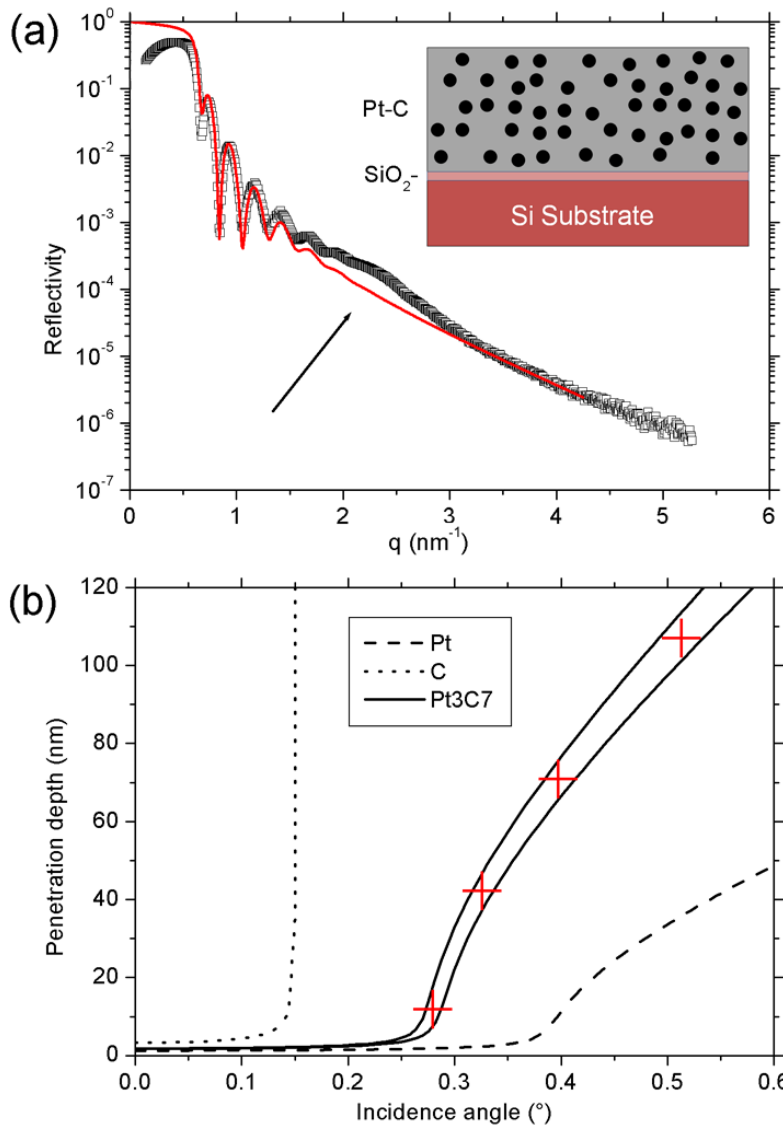 (a)
10^0
10^-1
10^-2
10^-3
10^-4
10^-5
10^-6
10^-7
Reflectivity
Pt-C
SiO₂-
Si Substrate
0 1 2 3 4 5 6
q (nm^-1)
(b)
120
100
80
60
40
20
0
Penetration depth (nm)
Pt
C
Pt3C7
0.0 0.1 0.2 0.3 0.4 0.5 0.6
Incidence angle (°)